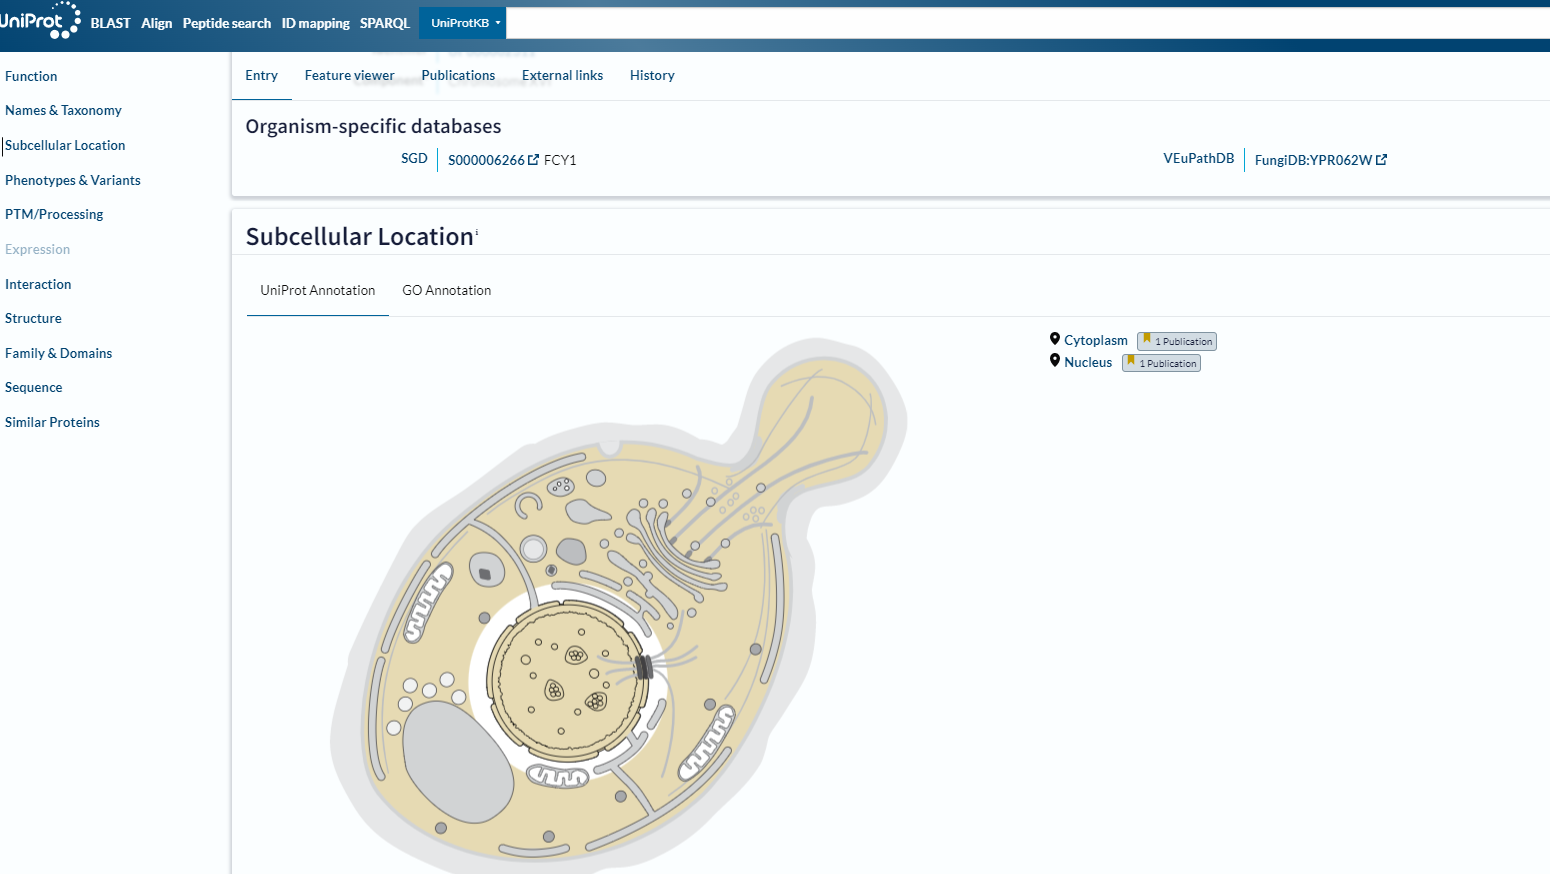 UniProt BLAST Align Peptide search ID mapping SPARQL UniProtKB
Function
Names & Taxonomy
Subcellular Location
Phenotypes & Variants
PTM/Processing
Expression
Interaction
Structure
Family & Domains
Sequence
Similar Proteins
Entry Feature viewer Publications External links History
Organism-specific databases
SGD S000006266 FCY1 VEuPathDB FungiDB:YPR062W
Subcellular Location i
UniProt Annotation GO Annotation
Cytoplasm 1 Publication
Nucleus 1 Publication